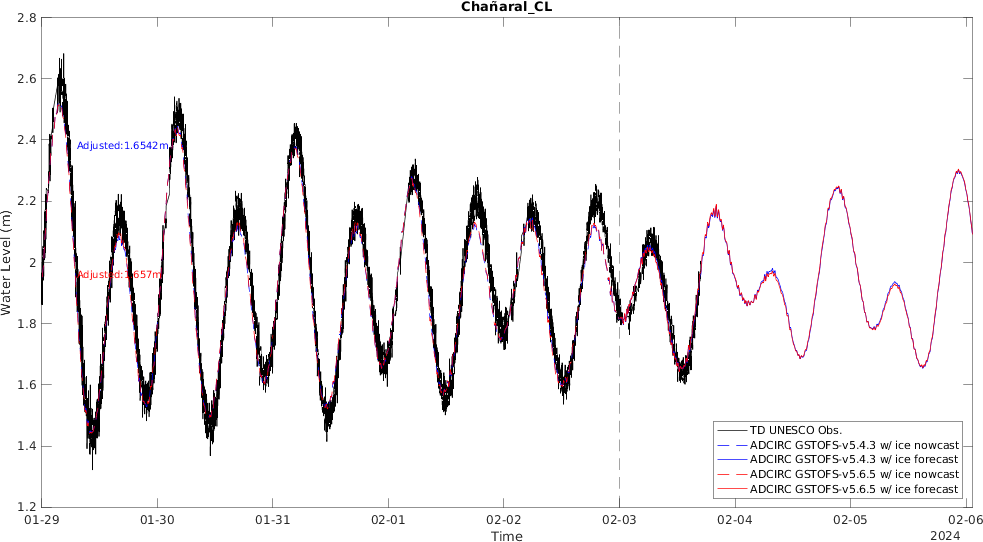 Chañaral_CL
2.8
2.6
2.4
2.2
2
1.8
1.6
1.4
1.2
Water Level (m)
Adjusted:1.6542m
Adjusted:1.657m
TD UNESCO Obs.
ADCIRC GSTOFS-v5.4.3 w/ ice nowcast
ADCIRC GSTOFS-v5.4.3 w/ ice forecast
ADCIRC GSTOFS-v5.6.5 w/ ice nowcast
ADCIRC GSTOFS-v5.6.5 w/ ice forecast
01-29 01-30 01-31 02-01 02-02 02-03 02-04 02-05 02-06
Time
2024